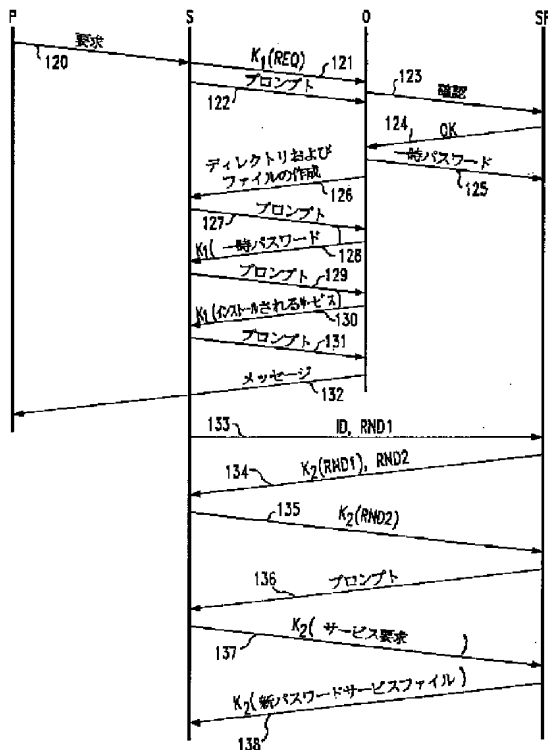 P S O SP
要求
120
K1(REQ)
121
プロンプト
122
123
確認
124
OK
一時パスワード
125
ディレクトリおよび
ファイルの作成
126
プロンプト
127
K1(一時パスワード)
128
プロンプト
129
K1(インストールされるサービス)
130
プロンプト
131
メッセージ
132
133
ID, RND1
K2(RND1), RND2
134
135
K2(RND2)
プロンプト
136
K2(サービス要求)
137
K2(新パスワードサービスファイル)
138